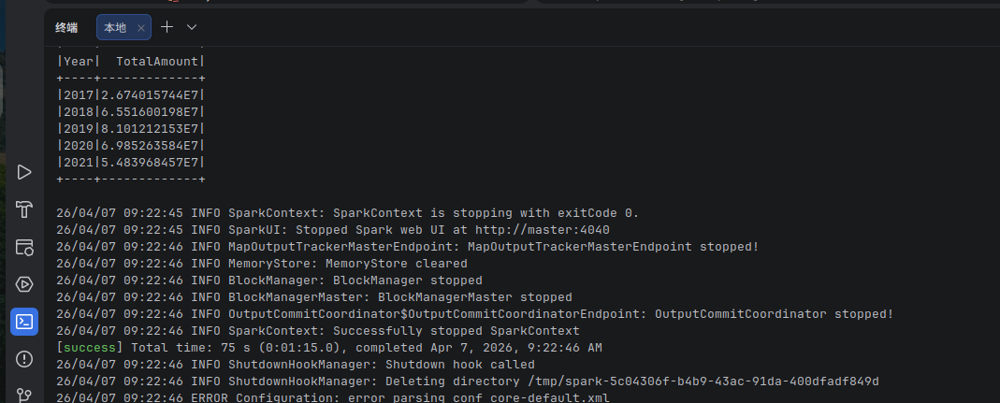 终端 本地
|Year|  TotalAmount|
+----+-------------+
|2017|2.674015744E7|
|2018|6.551600198E7|
|2019|8.101212153E7|
|2020|6.985263584E7|
|2021|5.483968457E7|
+----+-------------+
26/04/07 09:22:45 INFO SparkContext: SparkContext is stopping with exitCode 0.
26/04/07 09:22:45 INFO SparkUI: Stopped Spark web UI at http://master:4040
26/04/07 09:22:46 INFO MapOutputTrackerMasterEndpoint: MapOutputTrackerMasterEndpoint stopped!
26/04/07 09:22:46 INFO MemoryStore: MemoryStore cleared
26/04/07 09:22:46 INFO BlockManager: BlockManager stopped
26/04/07 09:22:46 INFO BlockManagerMaster: BlockManagerMaster stopped
26/04/07 09:22:46 INFO OutputCommitCoordinator$OutputCommitCoordinatorEndpoint: OutputCommitCoordinator stopped!
26/04/07 09:22:46 INFO SparkContext: Successfully stopped SparkContext
[success] Total time: 75 s (0:01:15.0), completed Apr 7, 2026, 9:22:46 AM
26/04/07 09:22:46 INFO ShutdownHookManager: Shutdown hook called
26/04/07 09:22:46 INFO ShutdownHookManager: Deleting directory /tmp/spark-5c04306f-b4b9-43ac-91da-400dfadf849d
26/04/07 09:22:46 ERROR Configuration: error parsing conf core-default.xml